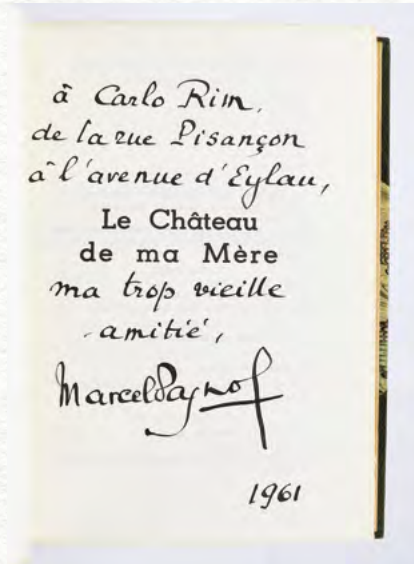 à Carlo Rim,
de la rue Pisançon
à l'avenue d'Eylau,
Le Château
de ma Mère
ma trop vieille
amitié,
Marcel Pagnol
1961